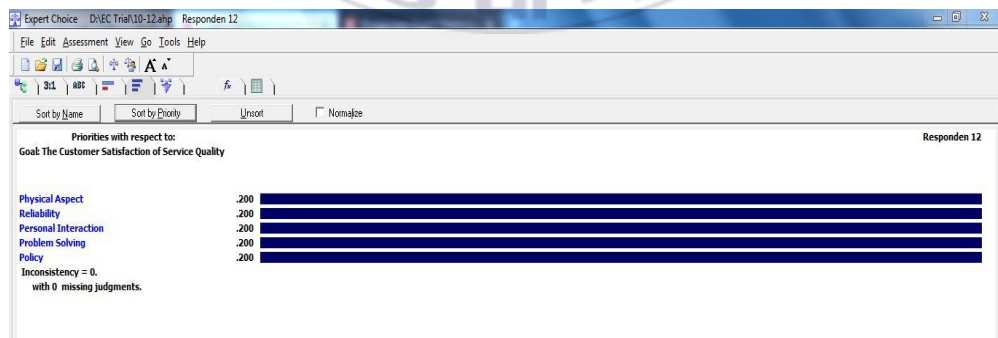 Expert Choice D:\EC Trial\10-12.ahp Responden 12
File Edit Assessment View Go Tools Help
A A
3:1 ABC fx
Sort by Name Sort by Priority Unsort Normalize
Priorities with respect to: Responden 12
Goal: The Customer Satisfaction of Service Quality
Physical Aspect .200
Reliability .200
Personal Interaction .200
Problem Solving .200
Policy .200
Inconsistency = 0.
with 0 missing judgments.